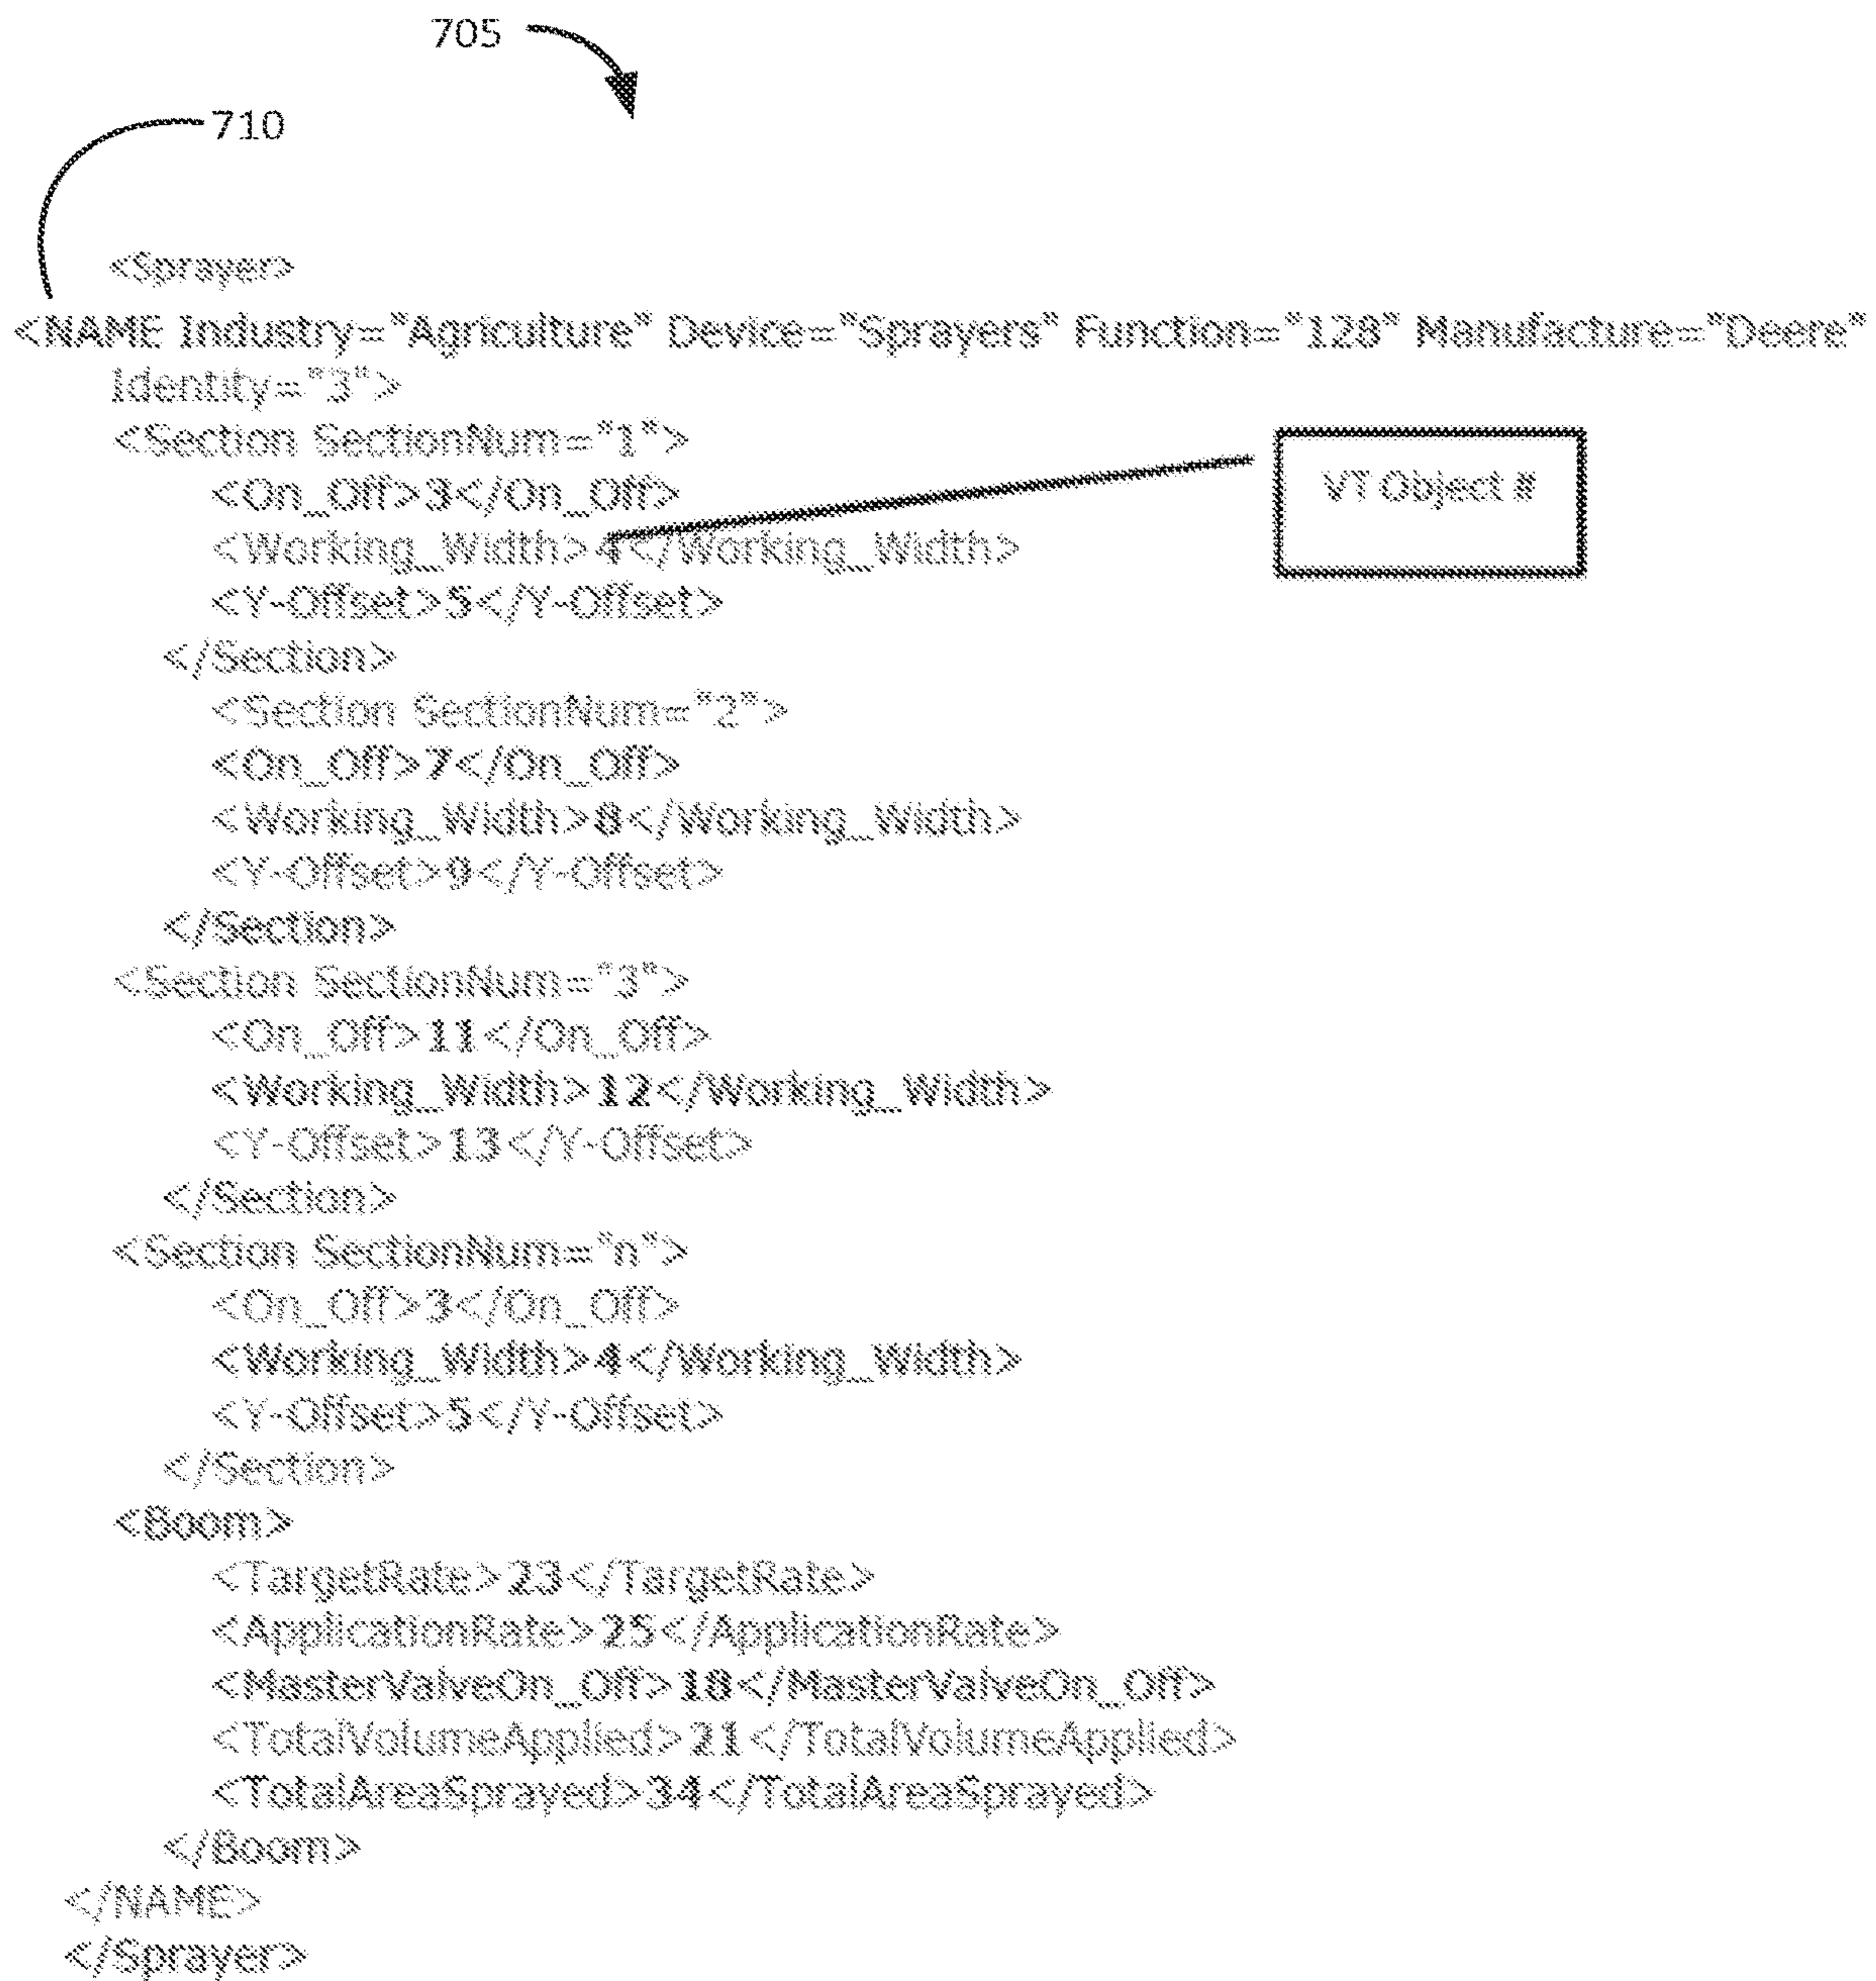 705
710
<Sprayer>
<NAME Industry="Agriculture" Device="Sprayers" Function="128" Manufacture="Deere"
Identity="3">
<Section SectionNum="1">
<On_Off>3</On_Off>
VT Object #
<Working_Width>4</Working_Width>
<Y-Offset>5</Y-Offset>
</Section>
<Section SectionNum="2">
<On_Off>7</On_Off>
<Working_Width>8</Working_Width>
<Y-Offset>9</Y-Offset>
</Section>
<Section SectionNum="3">
<On_Off>11</On_Off>
<Working_Width>12</Working_Width>
<Y-Offset>13</Y-Offset>
</Section>
<Section SectionNum="n">
<On_Off>3</On_Off>
<Working_Width>4</Working_Width>
<Y-Offset>5</Y-Offset>
</Section>
<Boom>
<TargetRate>23</TargetRate>
<ApplicationRate>25</ApplicationRate>
<MasterValveOn_Off>18</MasterValveOn_Off>
<TotalVolumeApplied>21</TotalVolumeApplied>
<TotalAreaSprayed>34</TotalAreaSprayed>
</Boom>
</NAME>
</Sprayer>